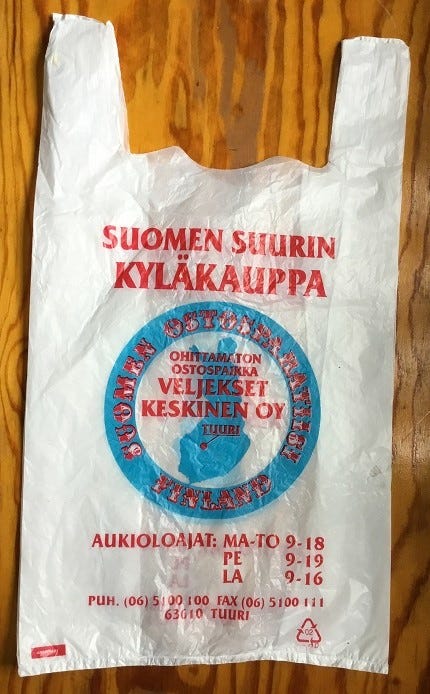 SUOMEN SUURIN
KYLÄKAUPPA
SUOMEN OSTOSPARATIISI
OHITTAMATON
OSTOSPAIKKA
VELJEKSET
KESKINEN OY
TUURI
FINLAND
AUKIOLOAJAT: MA-TO 9-18
PE 9-19
LA 9-16
PUH. (06) 5100 100 FAX (06) 5100 111
63610 TUURI
02